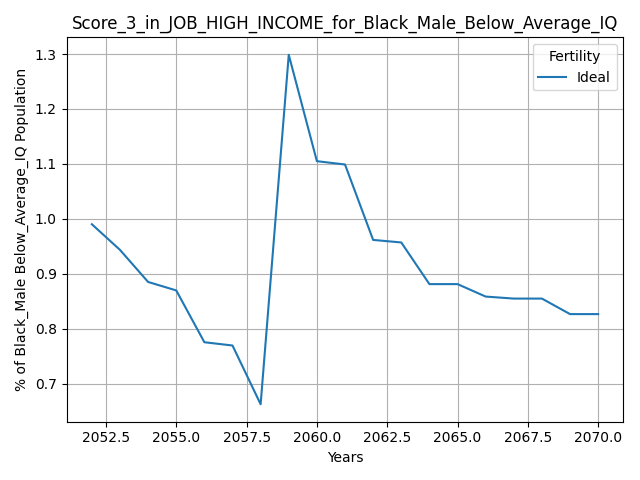 Score_3_in_JOB_HIGH_INCOME_for_Black_Male_Below_Average_IQ
Fertility
Ideal
% of Black_Male Below_Average_IQ Population
1.3
1.2
1.1
1.0
0.9
0.8
0.7
2052.5 2055.0 2057.5 2060.0 2062.5 2065.0 2067.5 2070.0
Years